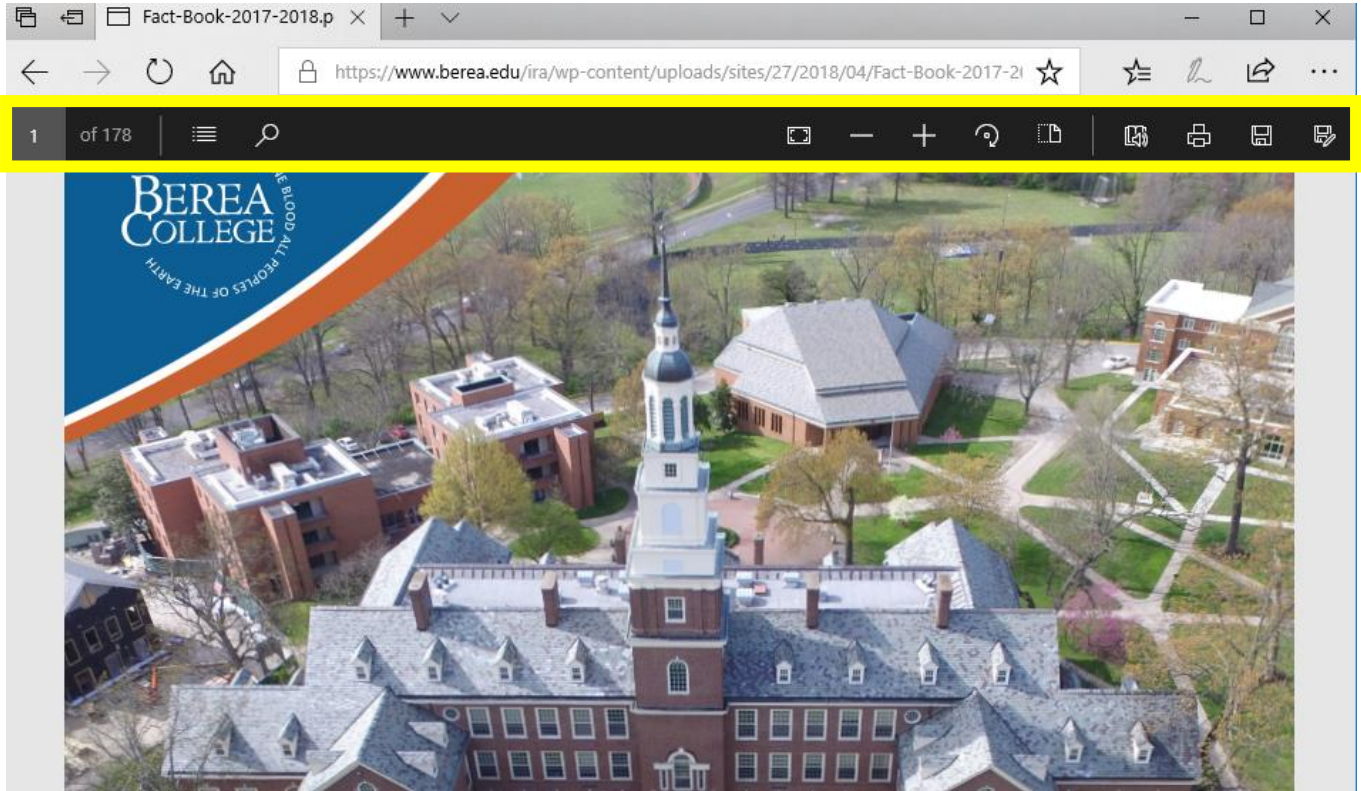 Fact-Book-2017-2018.p
https://www.berea.edu/ira/wp-content/uploads/sites/27/2018/04/Fact-Book-2017-2
1 of 178
BEREA
COLLEGE
NE BLOOD ALL PEOPLES OF THE EARTH